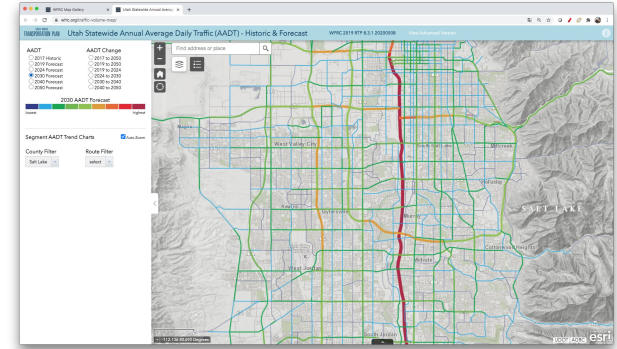 WFRC Map Gallery
Utah Statewide Annual Averag
wfrc.org/traffic-volume-map/
TRANSPORTATION PLAN
Utah Statewide Annual Average Daily Traffic (AADT) - Historic & Forecast
WFRC 2019 RTP 8.3.1 20200508
View Advanced Version
AADT
AADT Change
2017 Historic
2017 to 2050
2019 Forecast
2017 to 2019
2024 Forecast
2019 to 2024
2030 Forecast
2024 to 2030
2040 Forecast
2030 to 2040
2050 Forecast
2040 to 2050
2030 AADT Forecast
lowest
highest
Segment AADT Trend Charts
Auto Zoom
County Filter
Route Filter
Salt Lake
select
Find address or place
Magna
West Valley City
South Salt Lake
Millcreek
Holladay
SALT LAKE
Kearns
Taylorsville
Murray
Cottonwood Heights
Midvale
West Jordan
South Jordan
esri